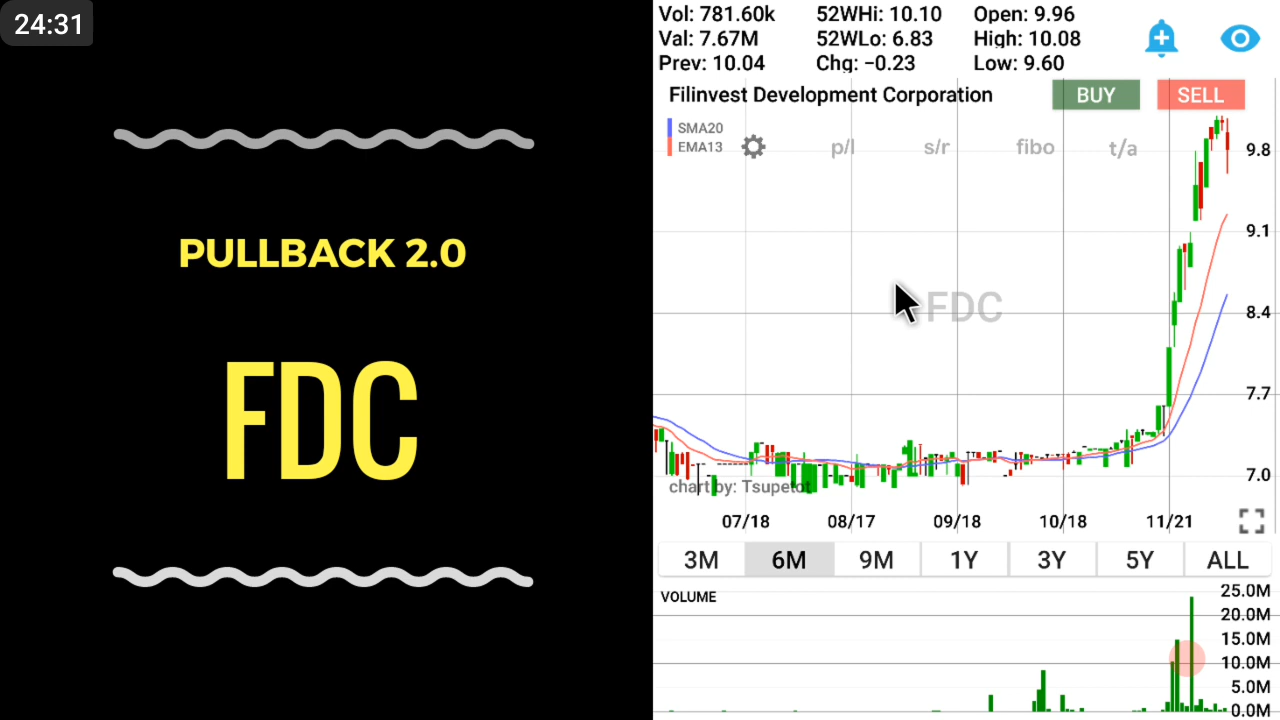 24:31
PULLBACK 2.0
FDC
Vol: 781.60k 52WHi: 10.10 Open: 9.96
Val: 7.67M 52WLo: 6.83 High: 10.08
Prev: 10.04 Chg: −0.23 Low: 9.60
Filinvest Development Corporation BUY SELL
SMA20
EMA13 p/l s/r fibo t/a
9.8
9.1
FDC
8.4
7.7
7.0
chart by: Tsupetot
07/18 08/17 09/18 10/18 11/21
3M 6M 9M 1Y 3Y 5Y ALL
VOLUME
25.0M
20.0M
15.0M
10.0M
5.0M
0.0M